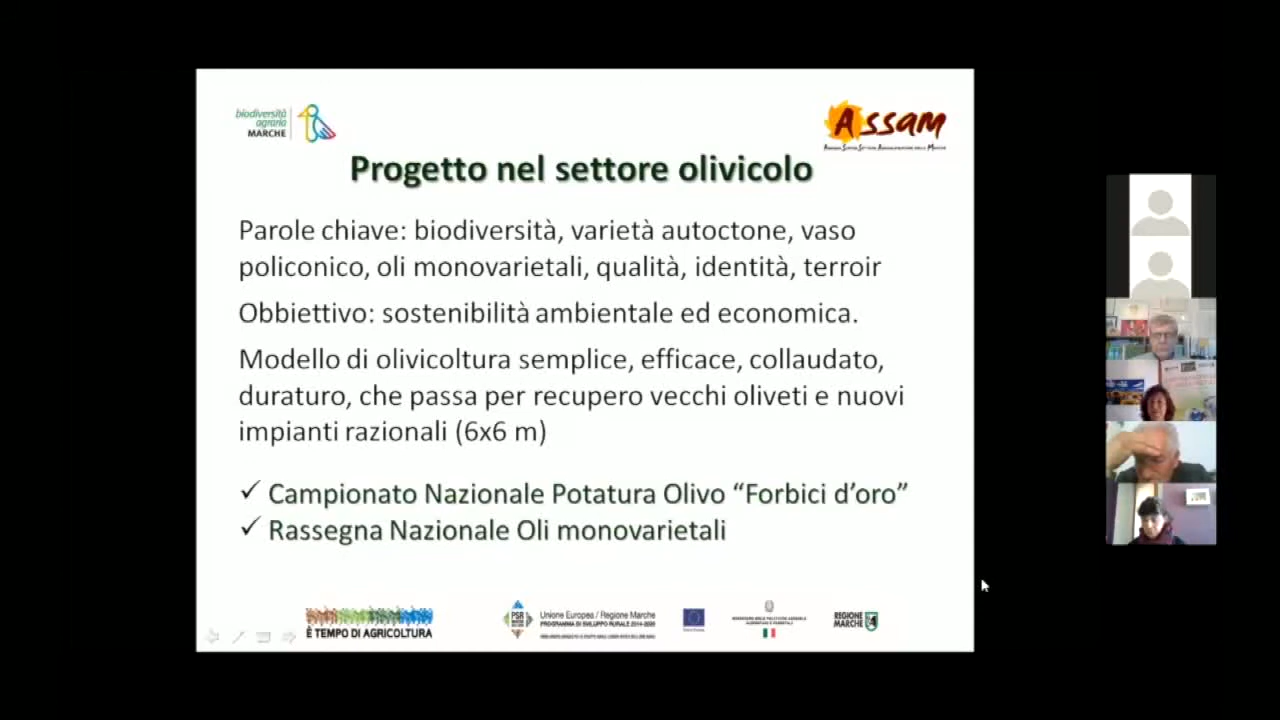 biodiversità
agraria
MARCHE
Assam
Progetto nel settore olivicolo
Parole chiave: biodiversità, varietà autoctone, vaso
policonico, oli monovarietali, qualità, identità, terroir
Obbiettivo: sostenibilità ambientale ed economica.
Modello di olivicoltura semplice, efficace, collaudato,
duraturo, che passa per recupero vecchi oliveti e nuovi
impianti razionali (6x6 m)
✓ Campionato Nazionale Potatura Olivo “Forbici d’oro”
✓ Rassegna Nazionale Oli monovarietali
È TEMPO DI AGRICOLTURA
PSR
Unione Europea / Regione Marche
PROGRAMMA DI SVILUPPO RURALE 2014-2020
REGIONE
MARCHE